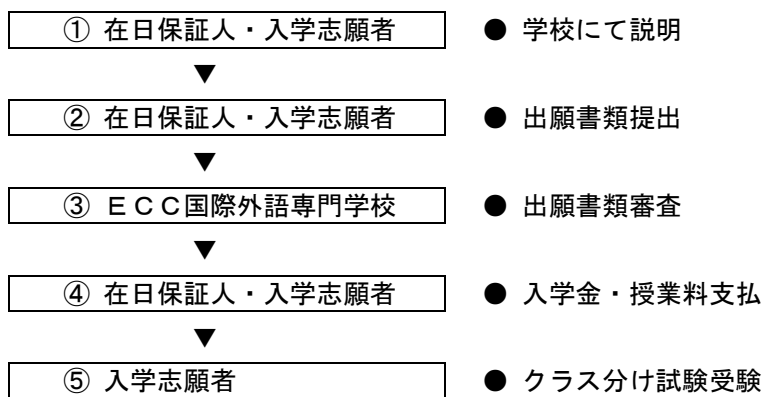 ① 在日保証人・入学志願者 ● 学校にて説明
▼
② 在日保証人・入学志願者 ● 出願書類提出
▼
③ ＥＣＣ国際外語専門学校 ● 出願書類審査
▼
④ 在日保証人・入学志願者 ● 入学金・授業料支払
▼
⑤ 入学志願者 ● クラス分け試験受験